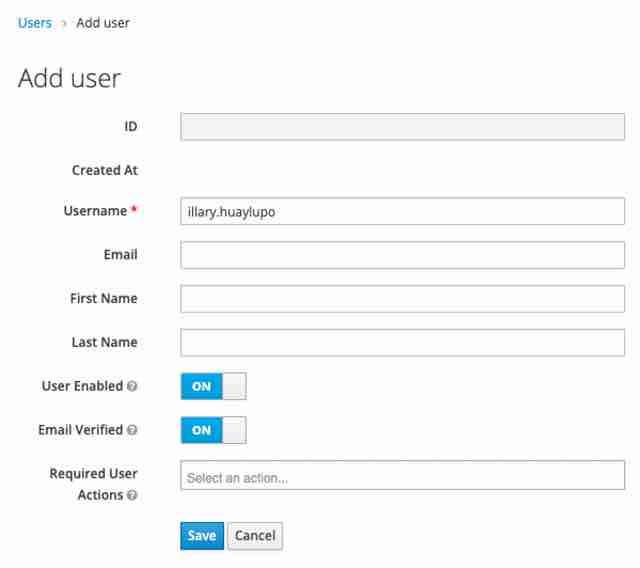 Users > Add user
Add user
ID
Created At
Username *
illary.huaylupo
Email
First Name
Last Name
User Enabled ?
ON
Email Verified ?
ON
Required User
Actions ?
Select an action...
Save Cancel